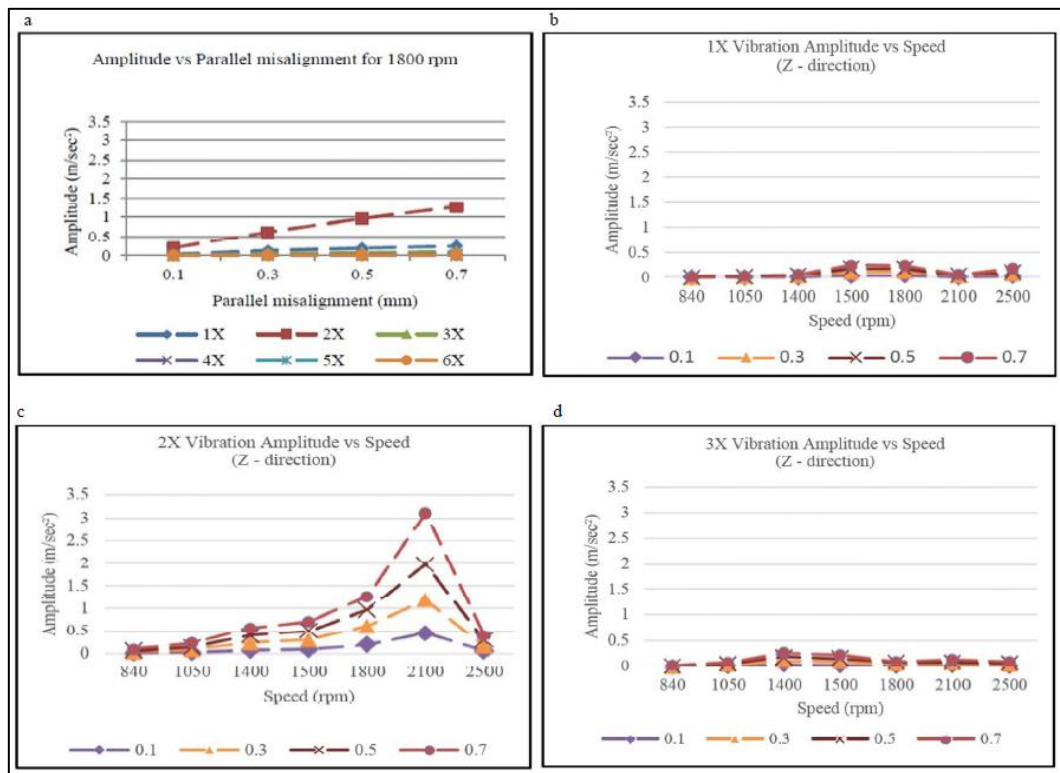 a
Amplitude vs Parallel misalignment for 1800 rpm
3.5
3
2.5
2
1.5
1
0.5
0
Amplitude (m/sec²)
0.1 0.3 0.5 0.7
Parallel misalignment (mm)
1X 2X 3X
4X 5X 6X
b
1X Vibration Amplitude vs Speed
(Z - direction)
3.5
3
2.5
2
1.5
1
0.5
0
Amplitude (m/sec²)
840 1050 1400 1500 1800 2100 2500
Speed (rpm)
0.1 0.3 0.5 0.7
c
2X Vibration Amplitude vs Speed
(Z - direction)
3.5
3
2.5
2
1.5
1
0.5
0
Amplitude (m/sec²)
840 1050 1400 1500 1800 2100 2500
Speed (rpm)
0.1 0.3 0.5 0.7
d
3X Vibration Amplitude vs Speed
(Z - direction)
3.5
3
2.5
2
1.5
1
0.5
0
Amplitude (m/sec²)
840 1050 1400 1500 1800 2100 2500
Speed (rpm)
0.1 0.3 0.5 0.7